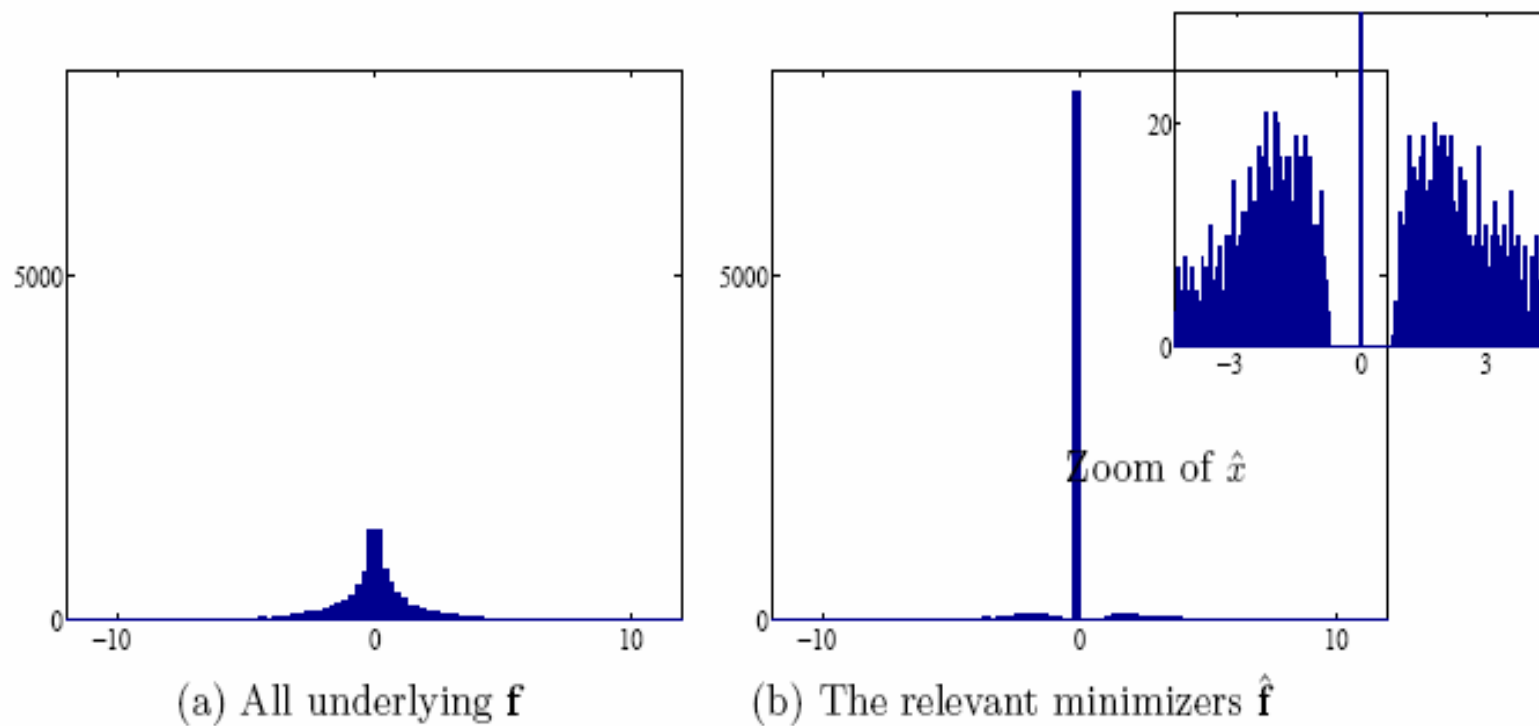 20
0
−3 0 3
5000
0
−10 0 10
5000
0
−10 0 10
Zoom of x̂
(a) All underlying f
(b) The relevant minimizers f̂